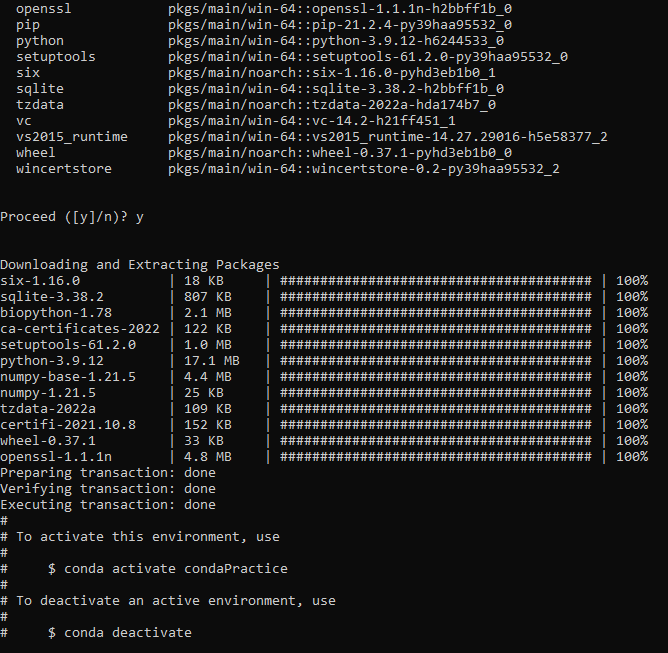 openssl            pkgs/main/win-64::openssl-1.1.1n-h2bbff1b_0
pip                pkgs/main/win-64::pip-21.2.4-py39haa95532_0
python             pkgs/main/win-64::python-3.9.12-h6244533_0
setuptools         pkgs/main/win-64::setuptools-61.2.0-py39haa95532_0
six                pkgs/main/noarch::six-1.16.0-pyhd3eb1b0_1
sqlite             pkgs/main/win-64::sqlite-3.38.2-h2bbff1b_0
tzdata             pkgs/main/noarch::tzdata-2022a-hda174b7_0
vc                 pkgs/main/win-64::vc-14.2-h21ff451_1
vs2015_runtime     pkgs/main/win-64::vs2015_runtime-14.27.29016-h5e58377_2
wheel              pkgs/main/noarch::wheel-0.37.1-pyhd3eb1b0_0
wincertstore       pkgs/main/win-64::wincertstore-0.2-py39haa95532_2
Proceed ([y]/n)? y
Downloading and Extracting Packages
six-1.16.0           | 18 KB     | ####################################### | 100%
sqlite-3.38.2        | 807 KB    | ####################################### | 100%
biopython-1.78       | 2.1 MB    | ####################################### | 100%
ca-certificates-2022 | 122 KB    | ####################################### | 100%
setuptools-61.2.0    | 1.0 MB    | ####################################### | 100%
python-3.9.12        | 17.1 MB   | ####################################### | 100%
numpy-base-1.21.5    | 4.4 MB    | ####################################### | 100%
numpy-1.21.5         | 25 KB     | ####################################### | 100%
tzdata-2022a         | 109 KB    | ####################################### | 100%
certifi-2021.10.8    | 152 KB    | ####################################### | 100%
wheel-0.37.1         | 33 KB     | ####################################### | 100%
openssl-1.1.1n       | 4.8 MB    | ####################################### | 100%
Preparing transaction: done
Verifying transaction: done
Executing transaction: done
#
# To activate this environment, use
#
#     $ conda activate condaPractice
#
# To deactivate an active environment, use
#
#     $ conda deactivate